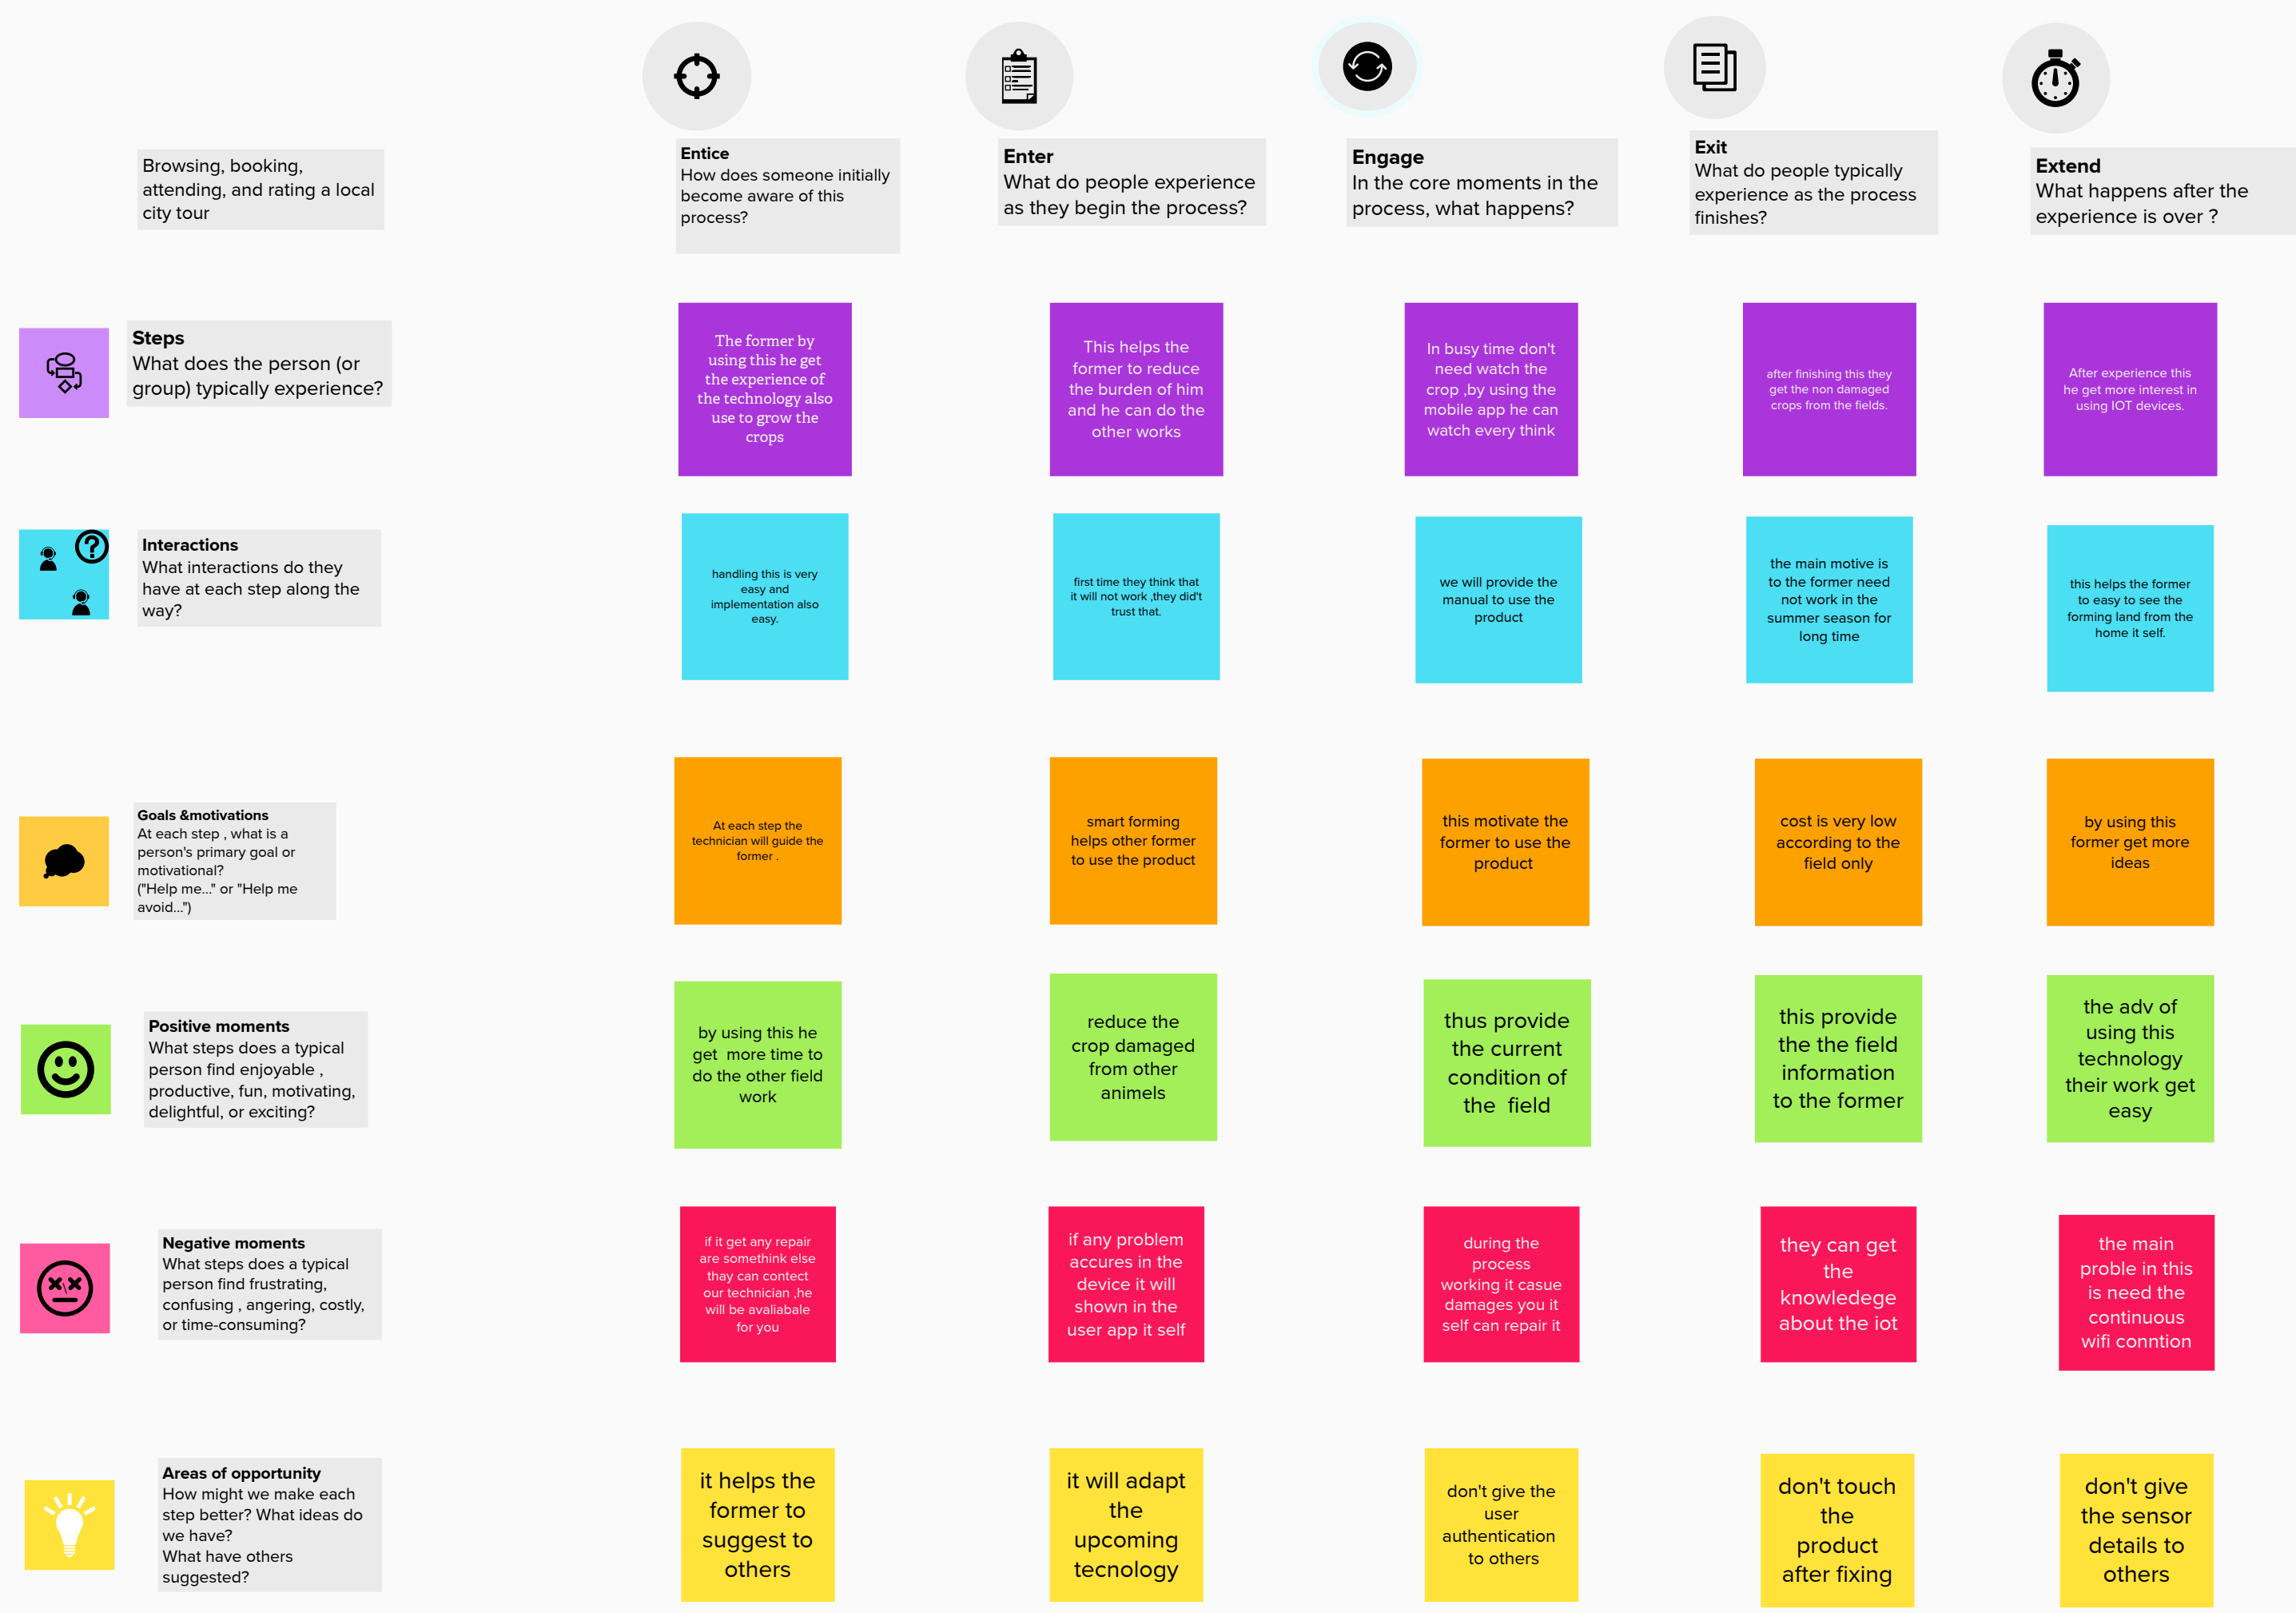 Browsing, booking,
attending, and rating a local
city tour
Entice
How does someone initially
become aware of this
process?
Enter
What do people experience
as they begin the process?
Engage
In the core moments in the
process, what happens?
Exit
What do people typically
experience as the process
finishes?
Extend
What happens after the
experience is over ?
Steps
What does the person (or
group) typically experience?
The former by
using this he get
the experience of
the technology also
use to grow the
crops
This helps the
former to reduce
the burden of him
and he can do the
other works
In busy time don't
need watch the
crop ,by using the
mobile app he can
watch every think
after finishing this they
get the non damaged
crops from the fields.
After experience this
he get more interest in
using IOT devices.
Interactions
What interactions do they
have at each step along the
way?
handling this is very
easy and
implementation also
easy.
first time they think that
it will not work ,they did't
trust that.
we will provide the
manual to use the
product
the main motive is
to the former need
not work in the
summer season for
long time
this helps the former
to easy to see the
forming land from the
home it self.
Goals &motivations
At each step , what is a
person's primary goal or
motivational?
("Help me..." or "Help me
avoid...")
At each step the
technician will guide the
former .
smart forming
helps other former
to use the product
this motivate the
former to use the
product
cost is very low
according to the
field only
by using this
former get more
ideas
Positive moments
What steps does a typical
person find enjoyable ,
productive, fun, motivating,
delightful, or exciting?
by using this he
get  more time to
do the other field
work
reduce the
crop damaged
from other
animels
thus provide
the current
condition of
the  field
this provide
the the field
information
to the former
the adv of
using this
technology
their work get
easy
Negative moments
What steps does a typical
person find frustrating,
confusing , angering, costly,
or time-consuming?
if it get any repair
are somethink else
thay can contect
our technician ,he
will be avaliabale
for you
if any problem
accures in the
device it will
shown in the
user app it self
during the
process
working it casue
damages you it
self can repair it
they can get
the
knowledege
about the iot
the main
proble in this
is need the
continuous
wifi conntion
Areas of opportunity
How might we make each
step better? What ideas do
we have?
What have others
suggested?
it helps the
former to
suggest to
others
it will adapt
the
upcoming
tecnology
don't give the
user
authentication
to others
don't touch
the
product
after fixing
don't give
the sensor
details to
others